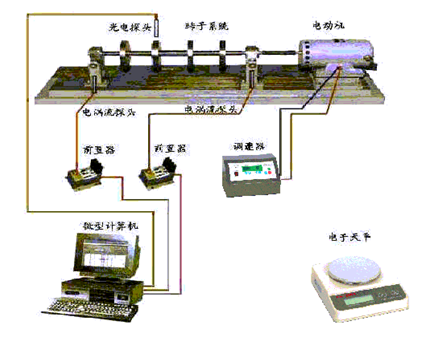 光电探头
转子系统
电动机
电涡流探头
电涡流探头
前置器
前置器
调速器
微型计算机
电子天平